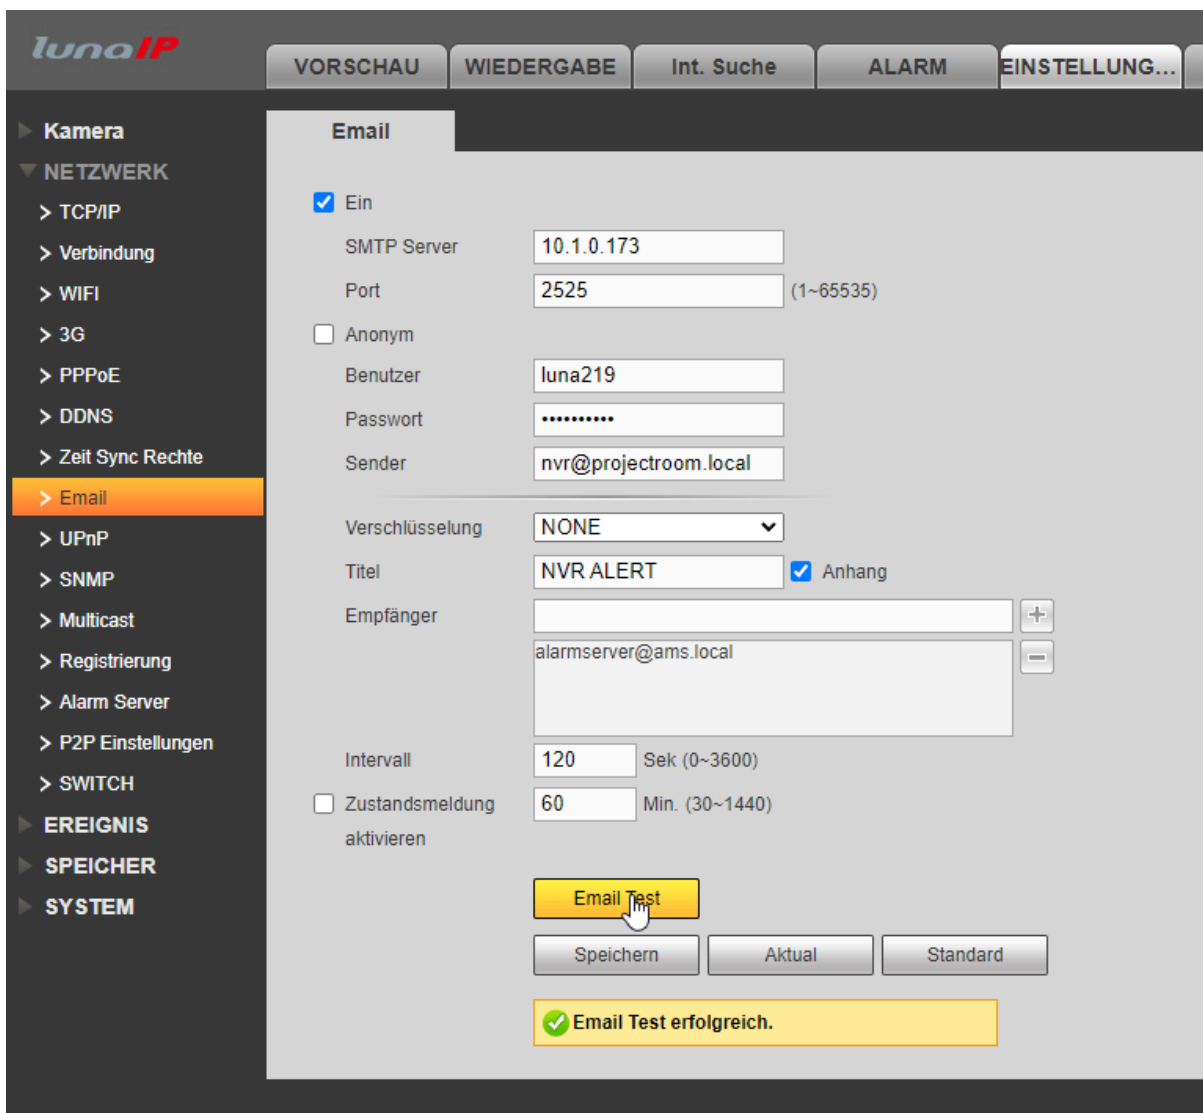 lunaIP
VORSCHAU WIEDERGABE Int. Suche ALARM EINSTELLUNG...
Kamera
NETZWERK
TCP/IP
Verbindung
WIFI
3G
PPPoE
DDNS
Zeit Sync Rechte
Email
UPnP
SNMP
Multicast
Registrierung
Alarm Server
P2P Einstellungen
SWITCH
EREIGNIS
SPEICHER
SYSTEM
Email
Ein
SMTP Server 10.1.0.173
Port 2525 (1~65535)
Anonym
Benutzer luna219
Passwort ••••••••••
Sender nvr@projectroom.local
Verschlüsselung NONE
Titel NVR ALERT Anhang
Empfänger
alarmserver@ams.local
Intervall 120 Sek (0~3600)
Zustandsmeldung 60 Min. (30~1440)
aktivieren
Email Test
Speichern Aktual Standard
Email Test erfolgreich.